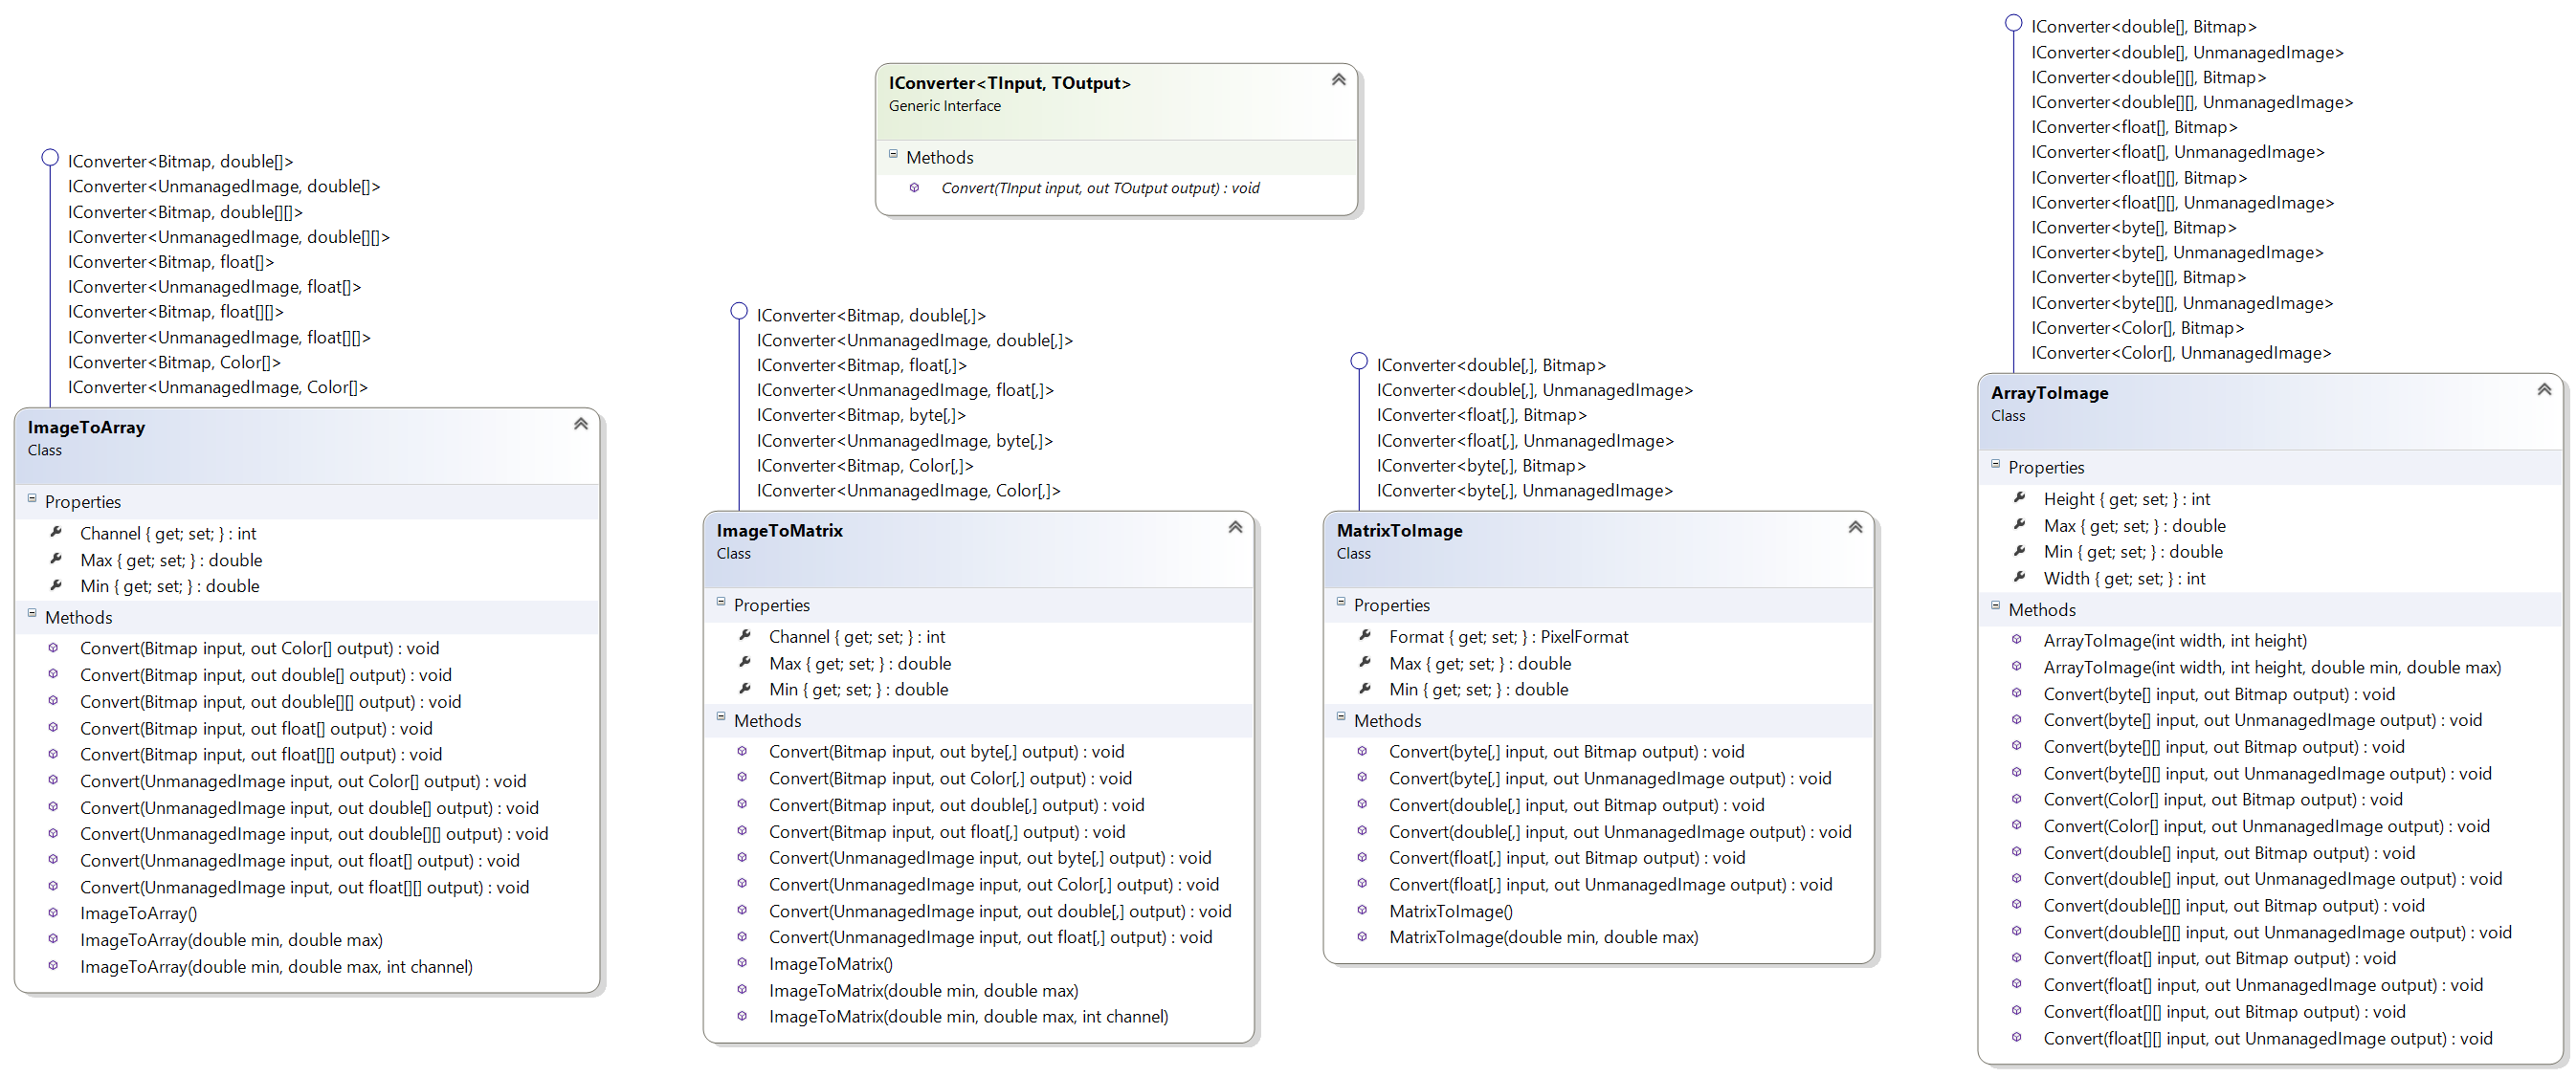 IConverter<TInput, TOutput>
Generic Interface
Methods
Convert(TInput input, out TOutput output) : void
IConverter<Bitmap, double[]>
IConverter<UnmanagedImage, double[]>
IConverter<Bitmap, double[][]>
IConverter<UnmanagedImage, double[][]>
IConverter<Bitmap, float[]>
IConverter<UnmanagedImage, float[]>
IConverter<Bitmap, float[][]>
IConverter<UnmanagedImage, float[][]>
IConverter<Bitmap, Color[]>
IConverter<UnmanagedImage, Color[]>
ImageToArray
Class
Properties
Channel { get; set; } : int
Max { get; set; } : double
Min { get; set; } : double
Methods
Convert(Bitmap input, out Color[] output) : void
Convert(Bitmap input, out double[] output) : void
Convert(Bitmap input, out double[][] output) : void
Convert(Bitmap input, out float[] output) : void
Convert(Bitmap input, out float[][] output) : void
Convert(UnmanagedImage input, out Color[] output) : void
Convert(UnmanagedImage input, out double[] output) : void
Convert(UnmanagedImage input, out double[][] output) : void
Convert(UnmanagedImage input, out float[] output) : void
Convert(UnmanagedImage input, out float[][] output) : void
ImageToArray()
ImageToArray(double min, double max)
ImageToArray(double min, double max, int channel)
IConverter<Bitmap, double[,]>
IConverter<UnmanagedImage, double[,]>
IConverter<Bitmap, float[,]>
IConverter<UnmanagedImage, float[,]>
IConverter<Bitmap, byte[,]>
IConverter<UnmanagedImage, byte[,]>
IConverter<Bitmap, Color[,]>
IConverter<UnmanagedImage, Color[,]>
ImageToMatrix
Class
Properties
Channel { get; set; } : int
Max { get; set; } : double
Min { get; set; } : double
Methods
Convert(Bitmap input, out byte[,] output) : void
Convert(Bitmap input, out Color[,] output) : void
Convert(Bitmap input, out double[,] output) : void
Convert(Bitmap input, out float[,] output) : void
Convert(UnmanagedImage input, out byte[,] output) : void
Convert(UnmanagedImage input, out Color[,] output) : void
Convert(UnmanagedImage input, out double[,] output) : void
Convert(UnmanagedImage input, out float[,] output) : void
ImageToMatrix()
ImageToMatrix(double min, double max)
ImageToMatrix(double min, double max, int channel)
IConverter<double[,], Bitmap>
IConverter<double[,], UnmanagedImage>
IConverter<float[,], Bitmap>
IConverter<float[,], UnmanagedImage>
IConverter<byte[,], Bitmap>
IConverter<byte[,], UnmanagedImage>
MatrixToImage
Class
Properties
Format { get; set; } : PixelFormat
Max { get; set; } : double
Min { get; set; } : double
Methods
Convert(byte[,] input, out Bitmap output) : void
Convert(byte[,] input, out UnmanagedImage output) : void
Convert(double[,] input, out Bitmap output) : void
Convert(double[,] input, out UnmanagedImage output) : void
Convert(float[,] input, out Bitmap output) : void
Convert(float[,] input, out UnmanagedImage output) : void
MatrixToImage()
MatrixToImage(double min, double max)
IConverter<double[], Bitmap>
IConverter<double[], UnmanagedImage>
IConverter<double[][], Bitmap>
IConverter<double[][], UnmanagedImage>
IConverter<float[], Bitmap>
IConverter<float[], UnmanagedImage>
IConverter<float[][], Bitmap>
IConverter<float[][], UnmanagedImage>
IConverter<byte[], Bitmap>
IConverter<byte[], UnmanagedImage>
IConverter<byte[][], Bitmap>
IConverter<byte[][], UnmanagedImage>
IConverter<Color[], Bitmap>
IConverter<Color[], UnmanagedImage>
ArrayToImage
Class
Properties
Height { get; set; } : int
Max { get; set; } : double
Min { get; set; } : double
Width { get; set; } : int
Methods
ArrayToImage(int width, int height)
ArrayToImage(int width, int height, double min, double max)
Convert(byte[] input, out Bitmap output) : void
Convert(byte[] input, out UnmanagedImage output) : void
Convert(byte[][] input, out Bitmap output) : void
Convert(byte[][] input, out UnmanagedImage output) : void
Convert(Color[] input, out Bitmap output) : void
Convert(Color[] input, out UnmanagedImage output) : void
Convert(double[] input, out Bitmap output) : void
Convert(double[] input, out UnmanagedImage output) : void
Convert(double[][] input, out Bitmap output) : void
Convert(double[][] input, out UnmanagedImage output) : void
Convert(float[] input, out Bitmap output) : void
Convert(float[] input, out UnmanagedImage output) : void
Convert(float[][] input, out Bitmap output) : void
Convert(float[][] input, out UnmanagedImage output) : void